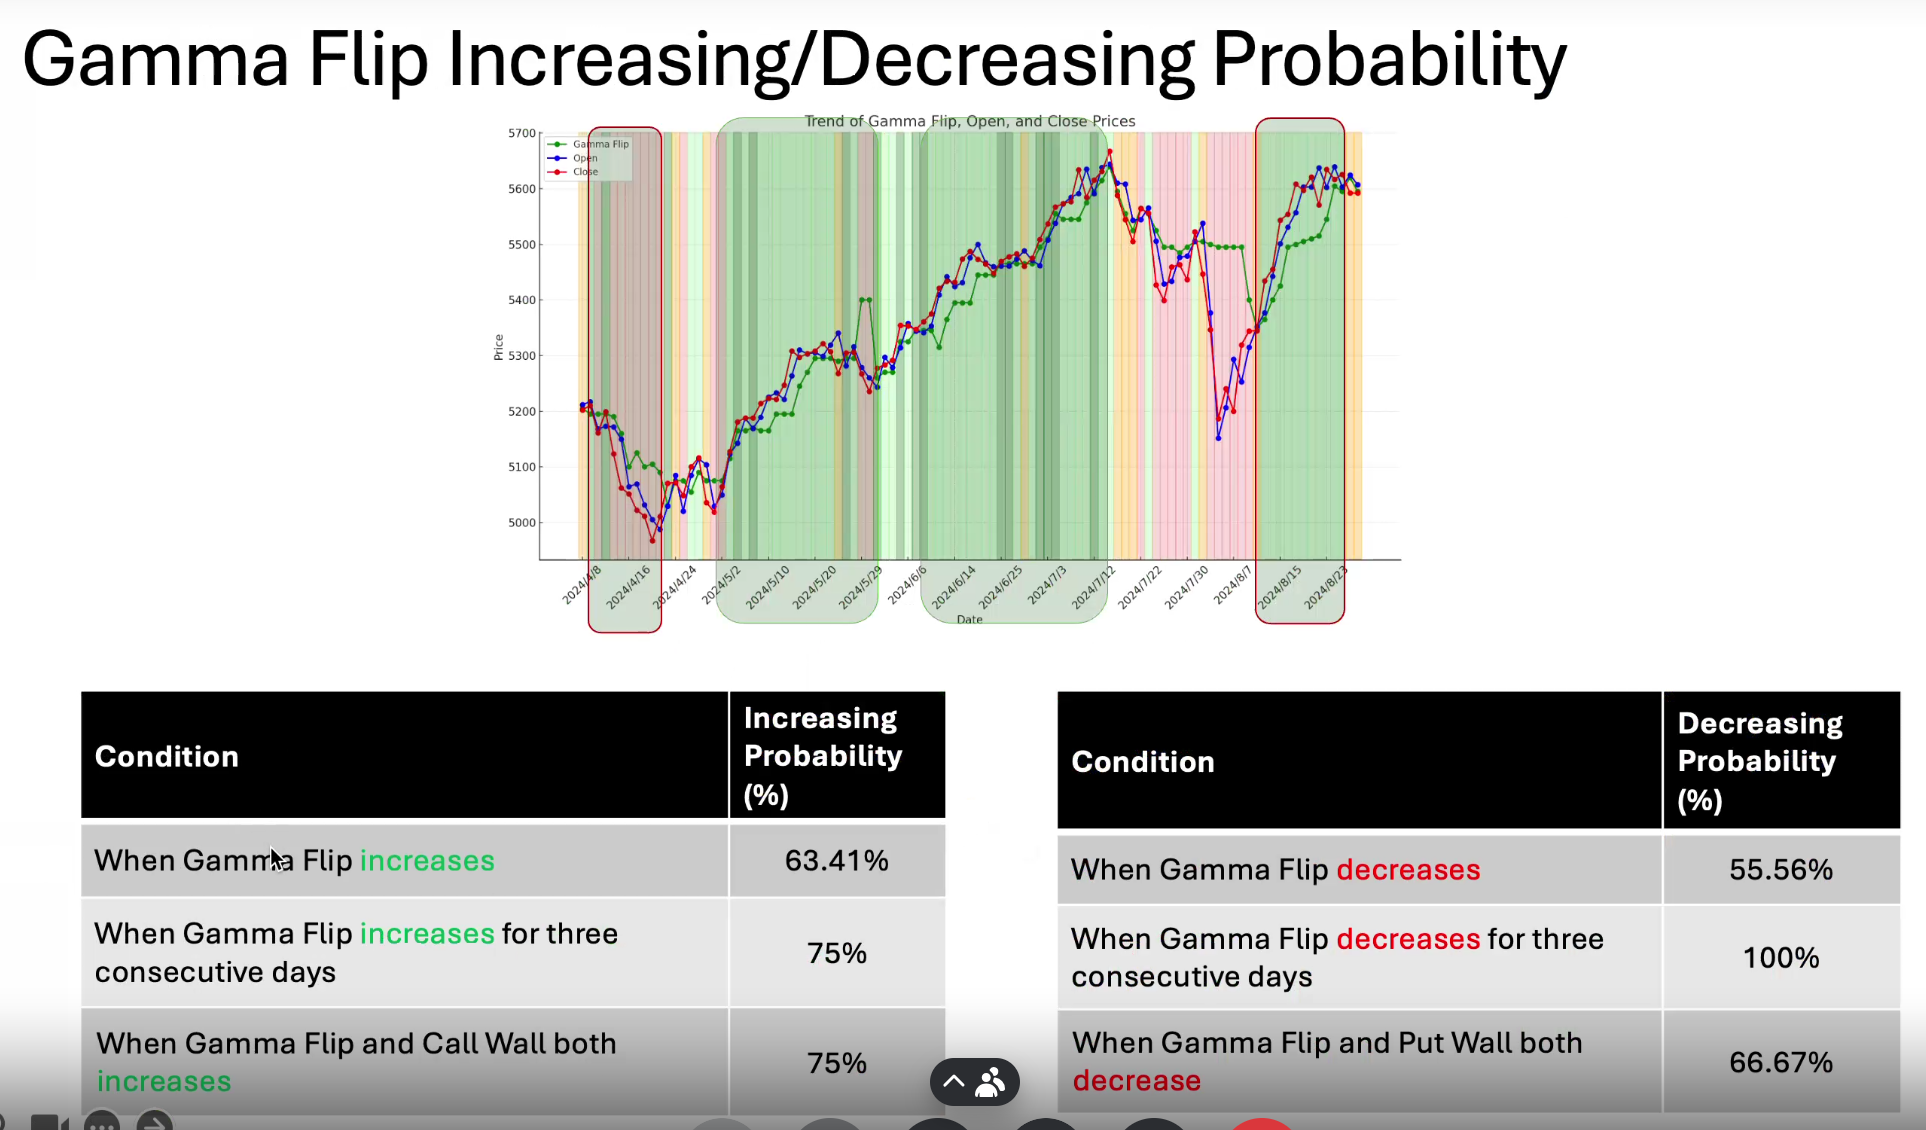 Gamma Flip Increasing/Decreasing Probability
Trend of Gamma Flip, Open, and Close Prices
Gamma Flip
Open
Close
5700
5600
5500
5400
5300
5200
5100
5000
Price
2024/4/8
2024/4/16
2024/4/24
2024/5/2
2024/5/10
2024/5/20
2024/5/29
2024/6/6
2024/6/14
2024/6/25
2024/7/3
2024/7/12
2024/7/22
2024/7/30
2024/8/7
2024/8/15
2024/8/23
Date
Condition
Increasing
Probability
(%)
When Gamma Flip increases
63.41%
When Gamma Flip increases for three
consecutive days
75%
When Gamma Flip and Call Wall both
increases
75%
Condition
Decreasing
Probability
(%)
When Gamma Flip decreases
55.56%
When Gamma Flip decreases for three
consecutive days
100%
When Gamma Flip and Put Wall both
decrease
66.67%